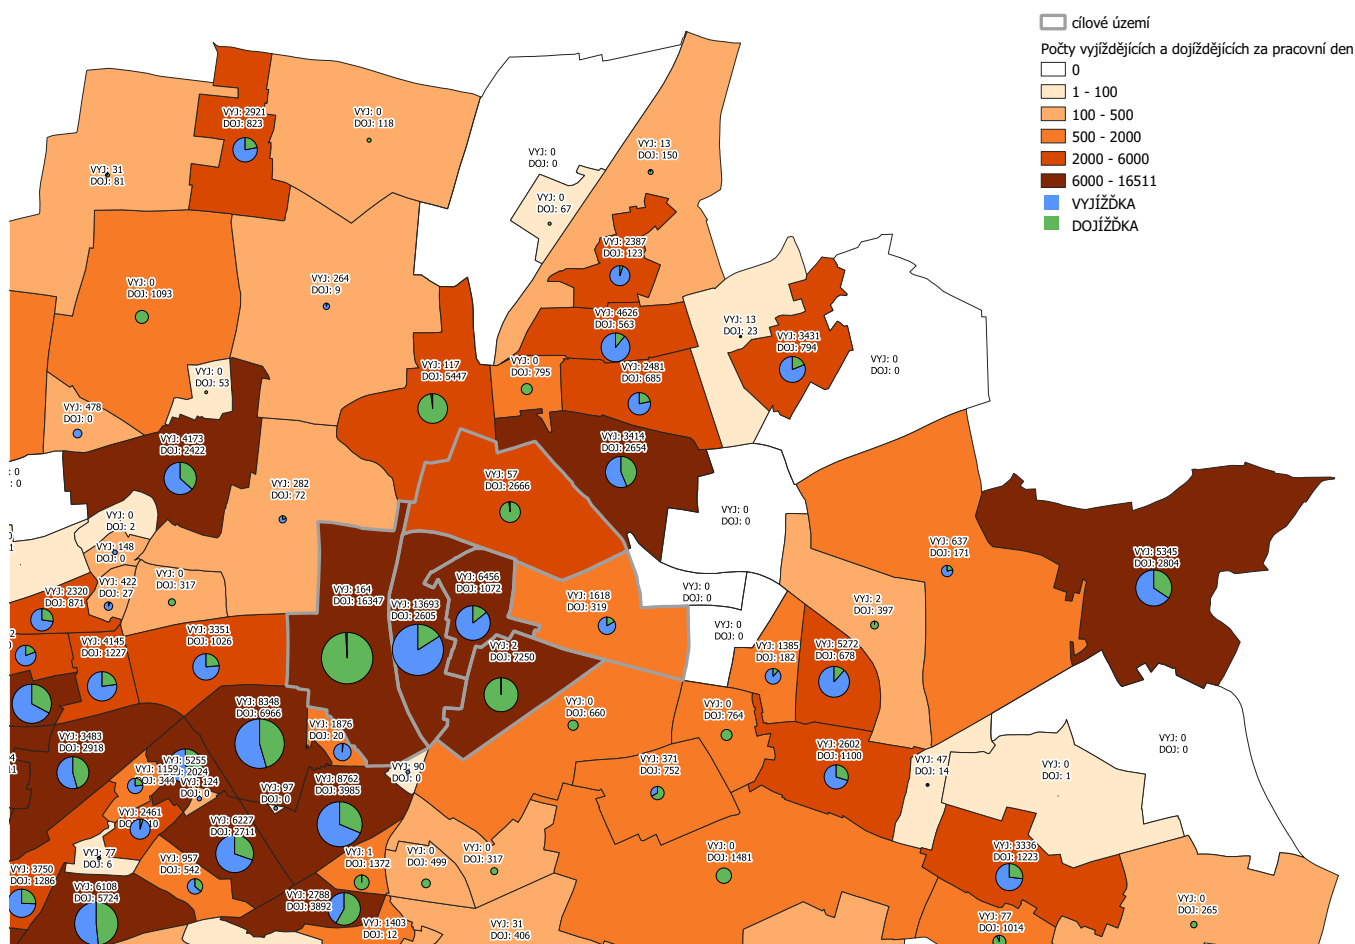 cílové území
Počty vyjíždějících a dojíždějících za pracovní den
0
1 - 100
100 - 500
500 - 2000
2000 - 6000
6000 - 16511
VYJÍŽĎKA
DOJÍŽĎKA
VYJ: 2921
DOJ: 823
VYJ: 0
DOJ: 118
VYJ: 31
DOJ: 81
VYJ: 0
DOJ: 0
VYJ: 13
DOJ: 150
VYJ: 0
DOJ: 67
VYJ: 2387
DOJ: 123
VYJ: 0
DOJ: 1093
VYJ: 264
DOJ: 9
VYJ: 4626
DOJ: 563
VYJ: 13
DOJ: 23
VYJ: 3431
DOJ: 794
VYJ: 0
DOJ: 0
VYJ: 0
DOJ: 53
VYJ: 117
DOJ: 5447
VYJ: 0
DOJ: 795
VYJ: 2481
DOJ: 685
VYJ: 478
DOJ: 0
VYJ: 4173
DOJ: 2422
VYJ: 3414
DOJ: 2654
: 0
: 0
VYJ: 282
DOJ: 72
VYJ: 57
DOJ: 2666
VYJ: 0
DOJ: 2
VYJ: 0
DOJ: 0
VYJ: 148
DOJ: 0
VYJ: 637
DOJ: 171
VYJ: 5345
DOJ: 2804
VYJ: 0
DOJ: 317
VYJ: 422
DOJ: 27
VYJ: 2320
DOJ: 871
VYJ: 164
DOJ: 16347
VYJ: 6456
DOJ: 1072
VYJ: 13693
DOJ: 2605
VYJ: 1618
DOJ: 319
VYJ: 0
DOJ: 0
VYJ: 2
DOJ: 397
VYJ: 0
DOJ: 0
VYJ: 3351
DOJ: 1026
VYJ: 4145
DOJ: 1227
VYJ: 2
DOJ: 7250
VYJ: 1385
DOJ: 182
VYJ: 5272
DOJ: 678
VYJ: 8348
DOJ: 6966
VYJ: 0
DOJ: 660
VYJ: 0
DOJ: 764
VYJ: 1876
DOJ: 20
VYJ: 3483
DOJ: 2918
VYJ: 0
DOJ: 0
VYJ: 2602
DOJ: 1100
VYJ: 5255
DOJ: 2024
VYJ: 1159
DOJ: 344
VYJ: 124
DOJ: 0
VYJ: 97
DOJ: 0
VYJ: 8762
DOJ: 3985
VYJ: 90
DOJ: 0
VYJ: 371
DOJ: 752
VYJ: 47
DOJ: 14
VYJ: 0
DOJ: 1
VYJ: 2461
VYJ: 6227
DOJ: 2711
VYJ: 77
DOJ: 6
VYJ: 957
DOJ: 542
VYJ: 1
DOJ: 1372
VYJ: 0
DOJ: 499
VYJ: 0
DOJ: 317
VYJ: 0
DOJ: 1481
VYJ: 3336
DOJ: 1223
VYJ: 3750
DOJ: 1286
VYJ: 6108
DOJ: 5724
VYJ: 2788
DOJ: 3892
VYJ: 1403
DOJ: 12
VYJ: 31
DOJ: 406
VYJ: 77
DOJ: 1014
VYJ: 0
DOJ: 265